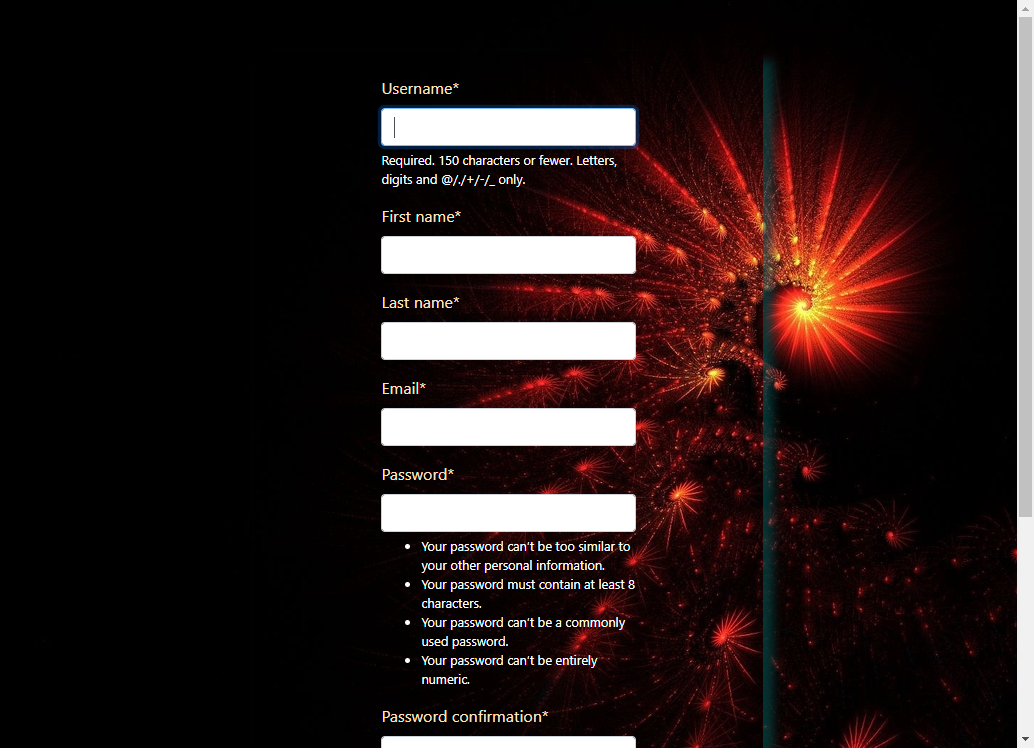 Username*
Required. 150 characters or fewer. Letters,
digits and @/./+/-/_ only.
First name*
Last name*
Email*
Password*
Your password can't be too similar to
your other personal information.
Your password must contain at least 8
characters.
Your password can't be a commonly
used password.
Your password can't be entirely
numeric.
Password confirmation*